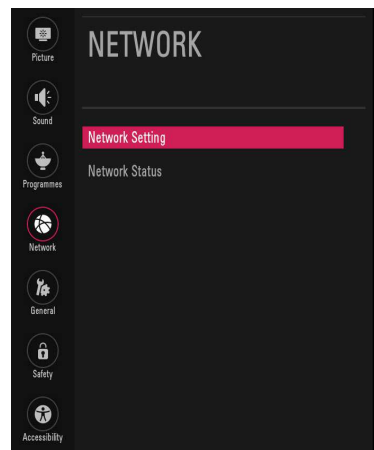 NETWORK
Picture
Sound
Programmes
Network
General
Safety
Accessibility
Network Setting
Network Status